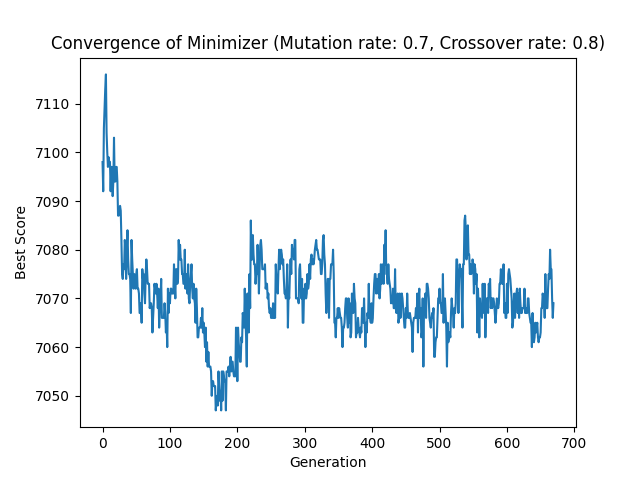 Convergence of Minimizer (Mutation rate: 0.7, Crossover rate: 0.8)
7110
7100
7090
7080
7070
7060
7050
Best Score
0 100 200 300 400 500 600 700
Generation